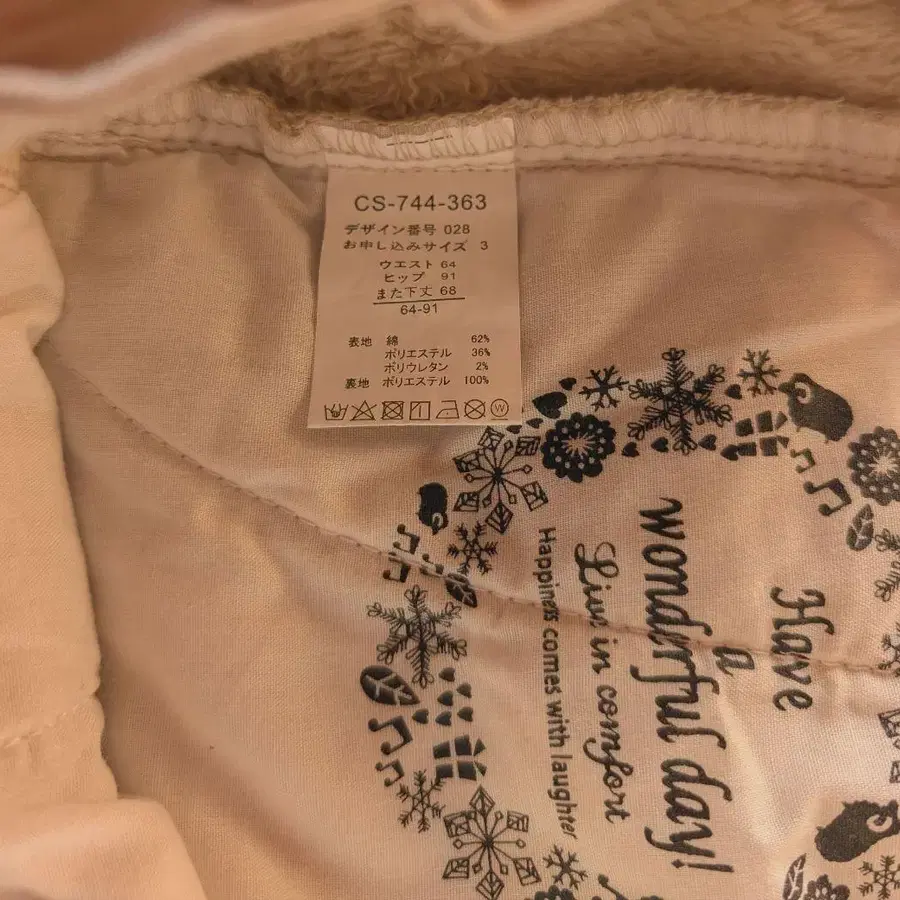 CS-744-363
デザイン番号 028
お申し込みサイズ 3
ウエスト 64
ヒップ 91
また下丈 68
64-91
表地 綿 62%
ポリエステル 36%
ポリウレタン 2%
裏地 ポリエステル 100%
W
Have
a
wonderful day!
Live in comfort
Happiness comes with laughter